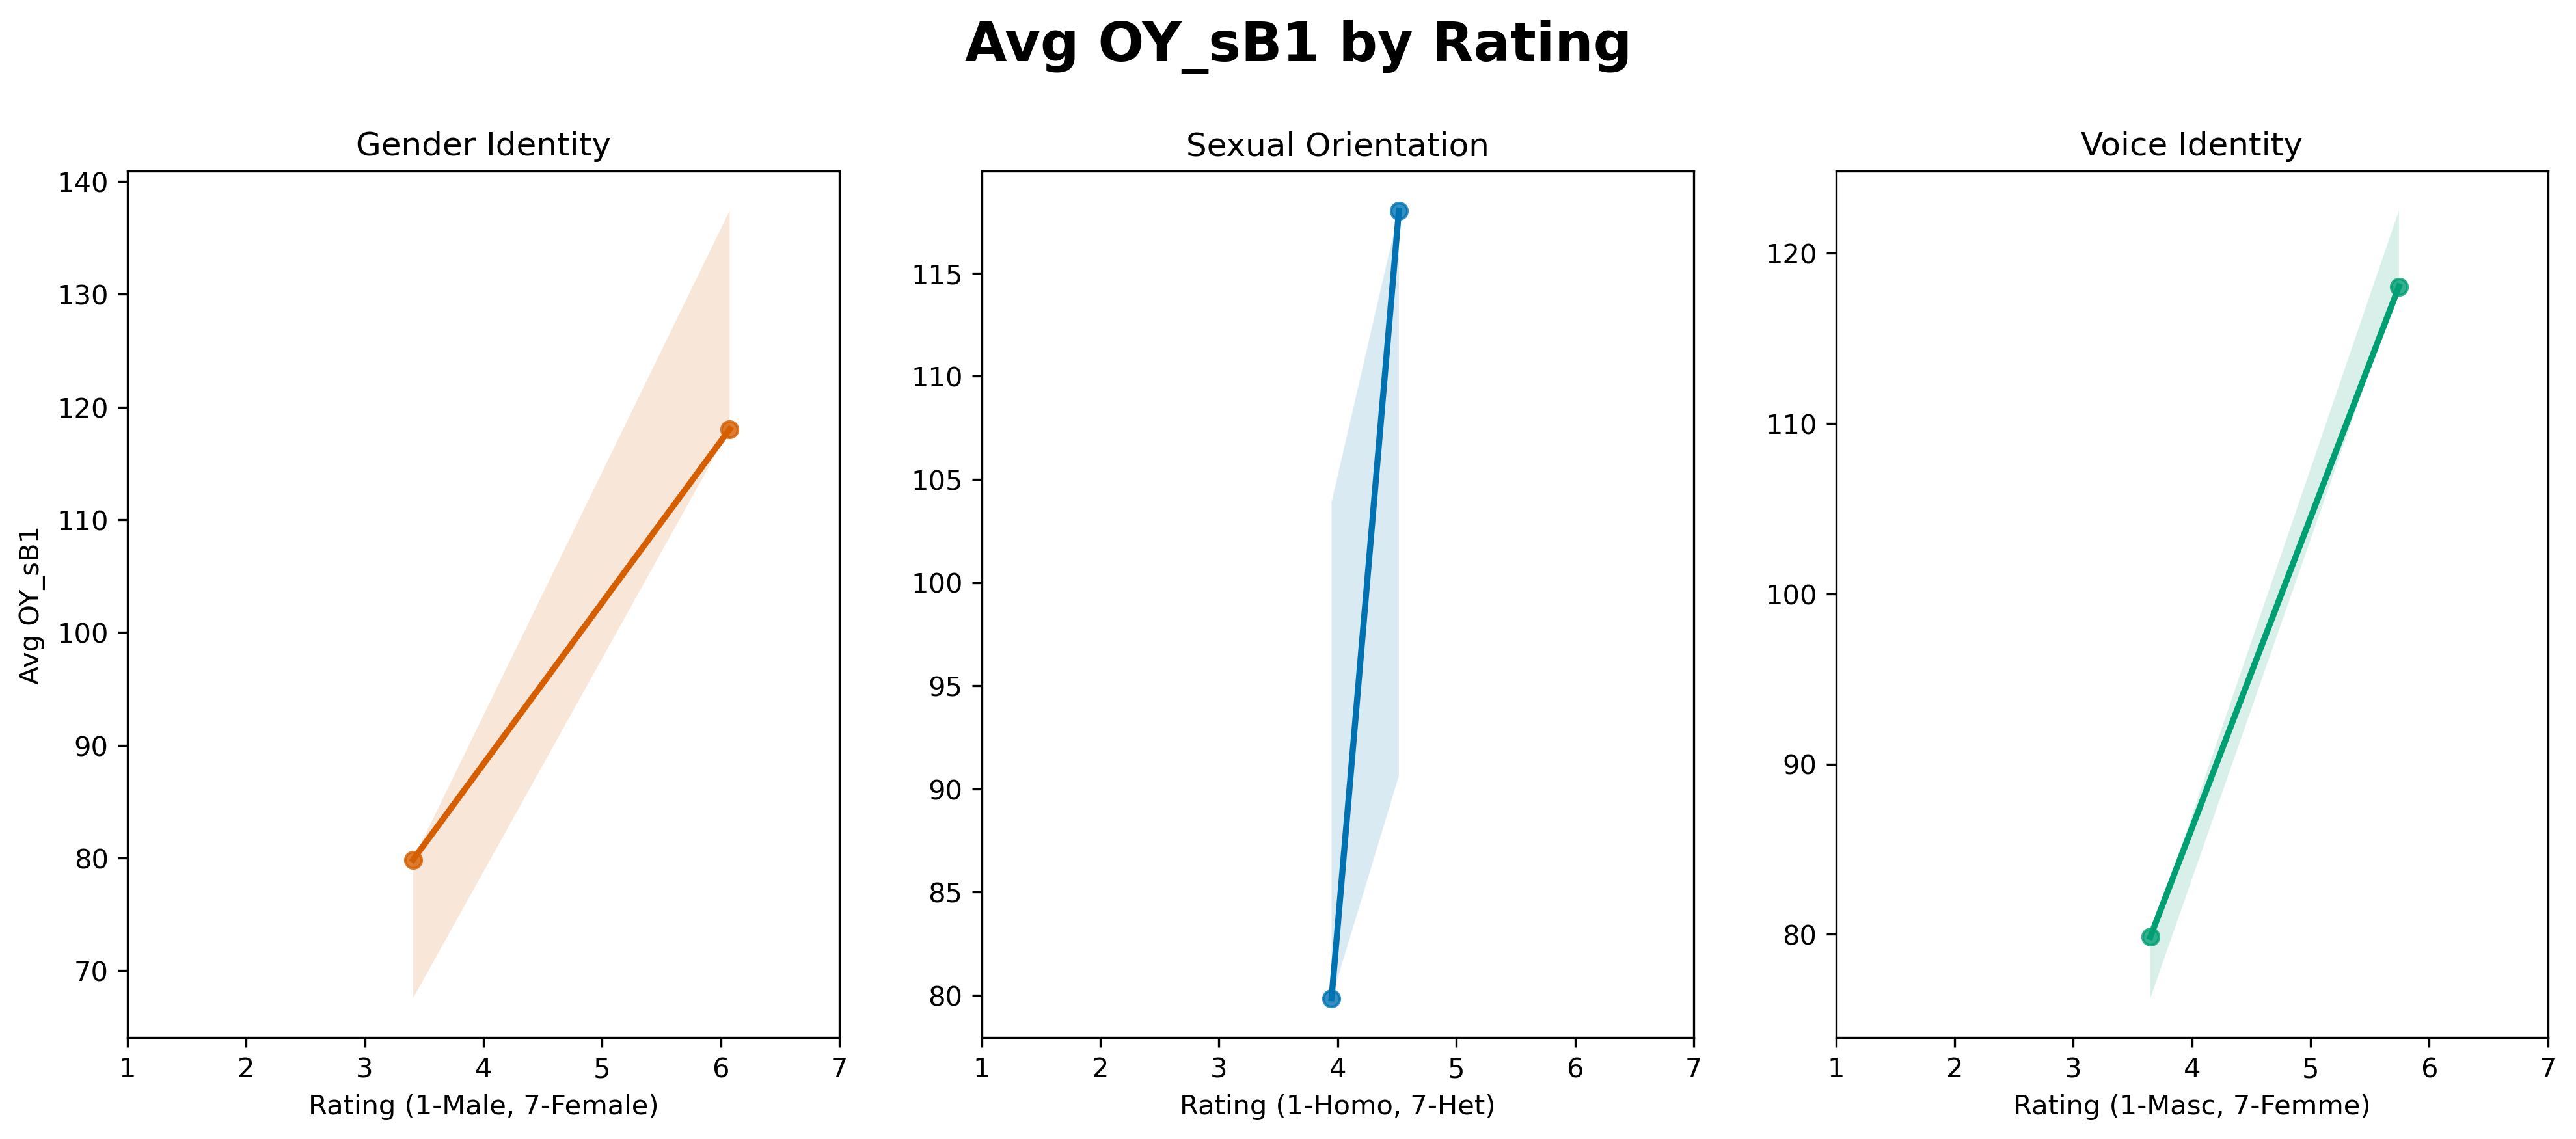 Avg OY_sB1 by Rating
Gender Identity
Sexual Orientation
Voice Identity
Avg OY_sB1
140
130
120
110
100
90
80
70
115
110
105
100
95
90
85
80
120
110
100
90
80
1 2 3 4 5 6 7
1 2 3 4 5 6 7
1 2 3 4 5 6 7
Rating (1-Male, 7-Female)
Rating (1-Homo, 7-Het)
Rating (1-Masc, 7-Femme)